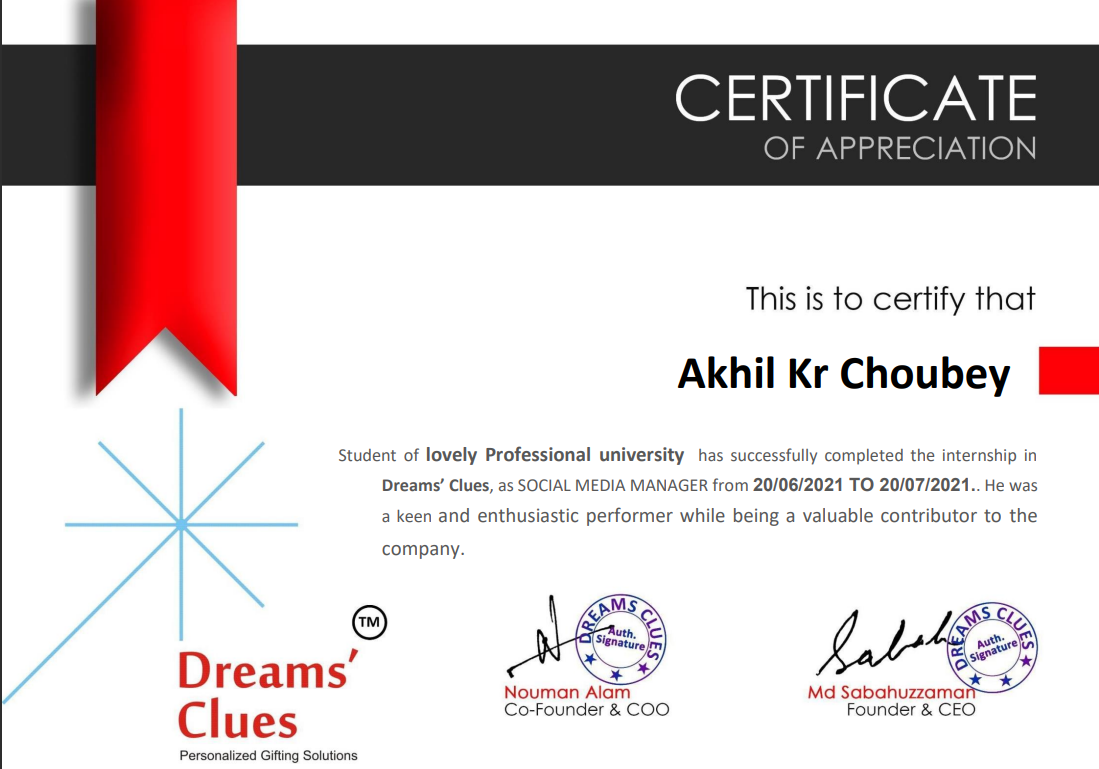 CERTIFICATE
OF APPRECIATION
This is to certify that
Akhil Kr Choubey
Student of lovely Professional university has successfully completed the internship in
Dreams’ Clues, as SOCIAL MEDIA MANAGER from 20/06/2021 TO 20/07/2021.. He was
a keen and enthusiastic performer while being a valuable contributor to the
company.
TM
Dreams’
Clues
Personalized Gifting Solutions
DREAMS CLUES
Auth.
Signature
Nouman Alam
Co-Founder & COO
Sabah
DREAMS CLUES
Auth.
Signature
Md Sabahuzzaman
Founder & CEO